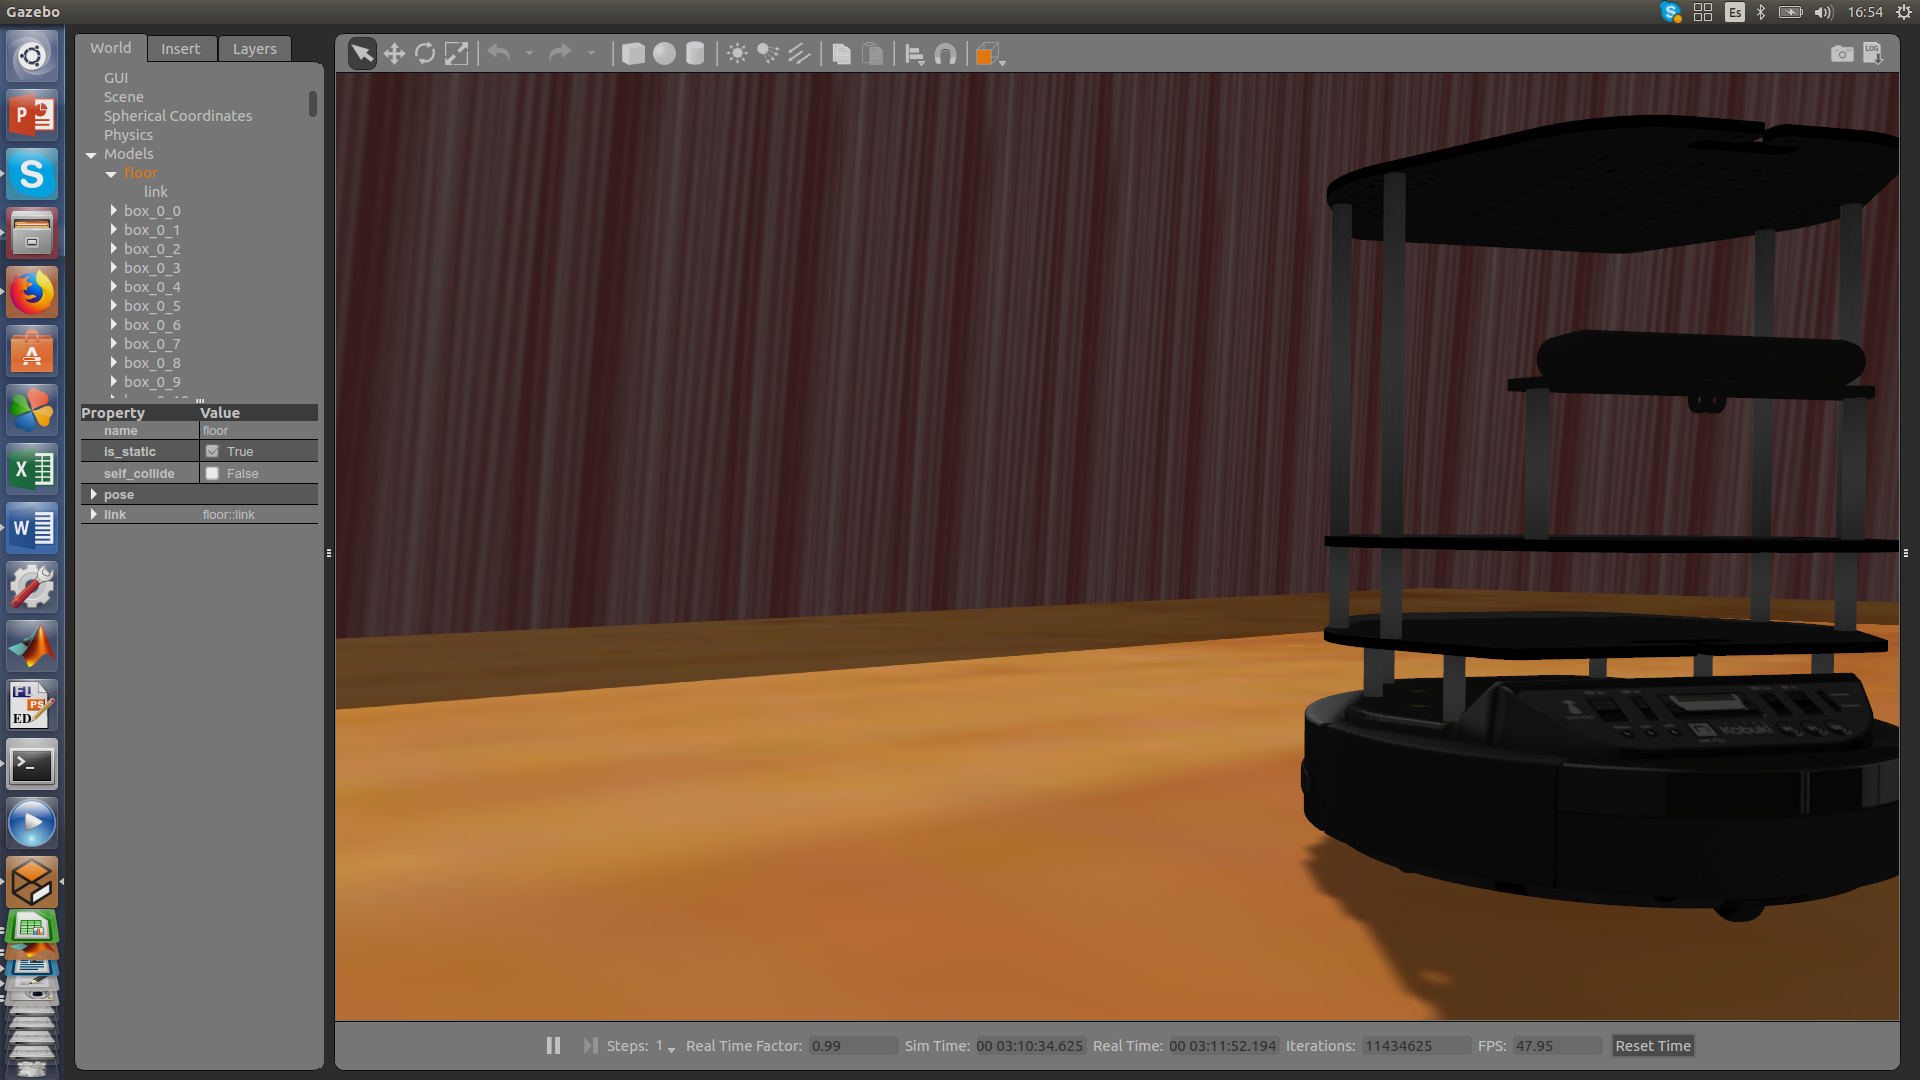 Gazebo
Es
16:54
World
Insert
Layers
LOG
GUI
Scene
Spherical Coordinates
Physics
Models
floor
link
box_0_0
box_0_1
box_0_2
box_0_3
box_0_4
box_0_5
box_0_6
box_0_7
box_0_8
box_0_9
Property Value
name floor
is_static True
self_collide False
pose
link floor::link
Kobuki
Steps: 1 Real Time Factor: 0.99 Sim Time: 00 03:10:34.625 Real Time: 00 03:11:52.194 Iterations: 11434625 FPS: 47.95 Reset Time